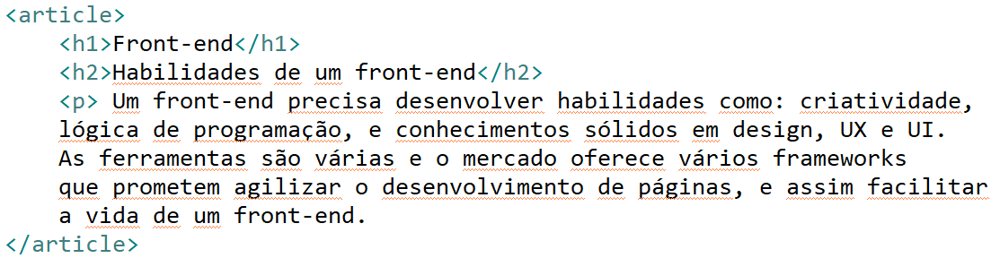 <article>
<h1>Front-end</h1>
<h2>Habilidades de um front-end</h2>
<p> Um front-end precisa desenvolver habilidades como: criatividade,
lógica de programação, e conhecimentos sólidos em design, UX e UI.
As ferramentas são várias e o mercado oferece vários frameworks
que prometem agilizar o desenvolvimento de páginas, e assim facilitar
a vida de um front-end.
</article>